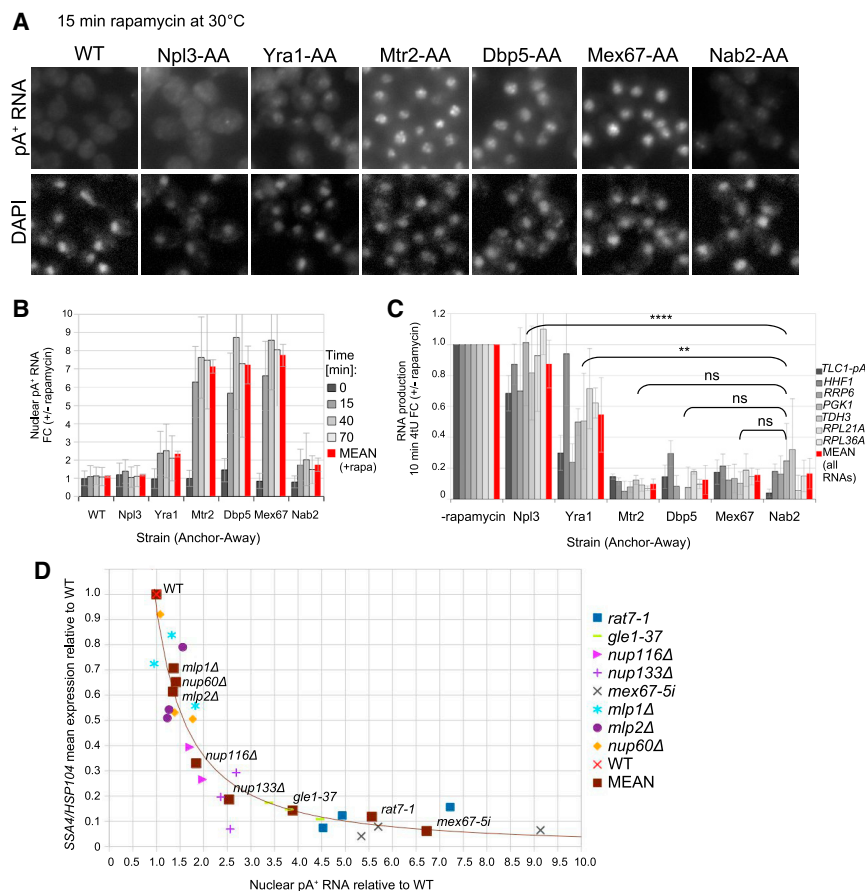 A
15 min rapamycin at 30°C
WT Npl3-AA Yra1-AA Mtr2-AA Dbp5-AA Mex67-AA Nab2-AA
pA+ RNA
DAPI
B
Nuclear pA+ RNA
FC (+/- rapamycin)
10
9
8
7
6
5
4
3
2
1
0
WT Npl3 Yra1 Mtr2 Dbp5 Mex67 Nab2
Strain (Anchor-Away)
Time
[min]:
0
15
40
70
MEAN
(+rapa)
C
RNA production
10 min 4tU FC (+/- rapamycin)
1.2
1.0
0.8
0.6
0.4
0.2
0
****
**
ns
ns
ns
-rapamycin Npl3 Yra1 Mtr2 Dbp5 Mex67 Nab2
Strain (Anchor-Away)
TLC1-pA
HHF1
RRP6
PGK1
TDH3
RPL21A
RPL36A
MEAN
(all
RNAs)
D
SSA4/HSP104 mean expression relative to WT
1.0
0.9
0.8
0.7
0.6
0.5
0.4
0.3
0.2
0.1
0
WT
mlp1Δ
nup60Δ
mlp2Δ
nup116Δ
nup133Δ
gle1-37
rat7-1
mex67-5i
0 0.5 1.0 1.5 2.0 2.5 3.0 3.5 4.0 4.5 5.0 5.5 6.0 6.5 7.0 7.5 8.0 8.5 9.0 9.5 10.0
Nuclear pA+ RNA relative to WT
rat7-1
gle1-37
nup116Δ
nup133Δ
mex67-5i
mlp1Δ
mlp2Δ
nup60Δ
WT
MEAN